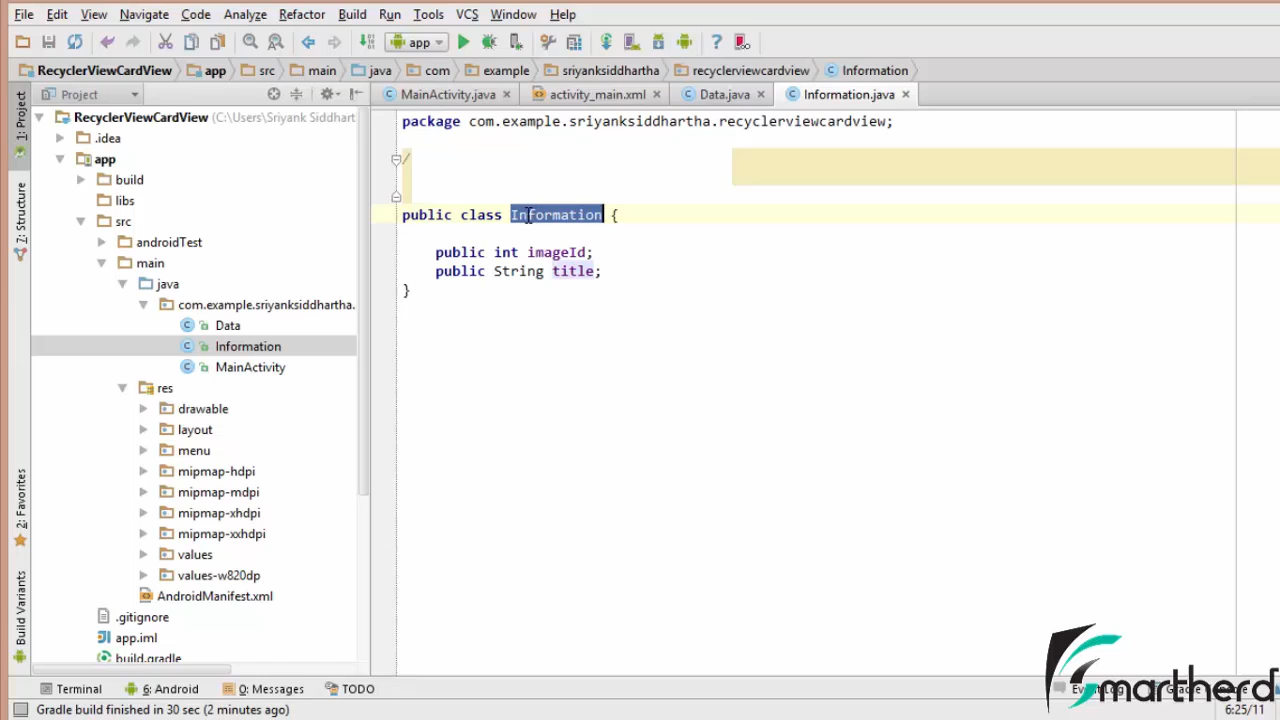 File Edit View Navigate Code Analyze Refactor Build Run Tools VCS Window Help
app
RecyclerViewCardView app src main java com example sriyanksiddhartha recyclerviewcardview Information
1: Project
7: Structure
2: Favorites
Build Variants
Project
MainActivity.java activity_main.xml Data.java Information.java
RecyclerViewCardView (C:\Users\Sriyank Siddhart
.idea
app
build
libs
src
androidTest
main
java
com.example.sriyanksiddhartha.
Data
Information
MainActivity
res
drawable
layout
menu
mipmap-hdpi
mipmap-mdpi
mipmap-xhdpi
mipmap-xxhdpi
values
values-w820dp
AndroidManifest.xml
.gitignore
app.iml
build.gradle
package com.example.sriyanksiddhartha.recyclerviewcardview;
/
public class Information {
public int imageId;
public String title;
}
Smartherd
Terminal 6: Android 0: Messages TODO
Gradle build finished in 30 sec (2 minutes ago)
6:25/11